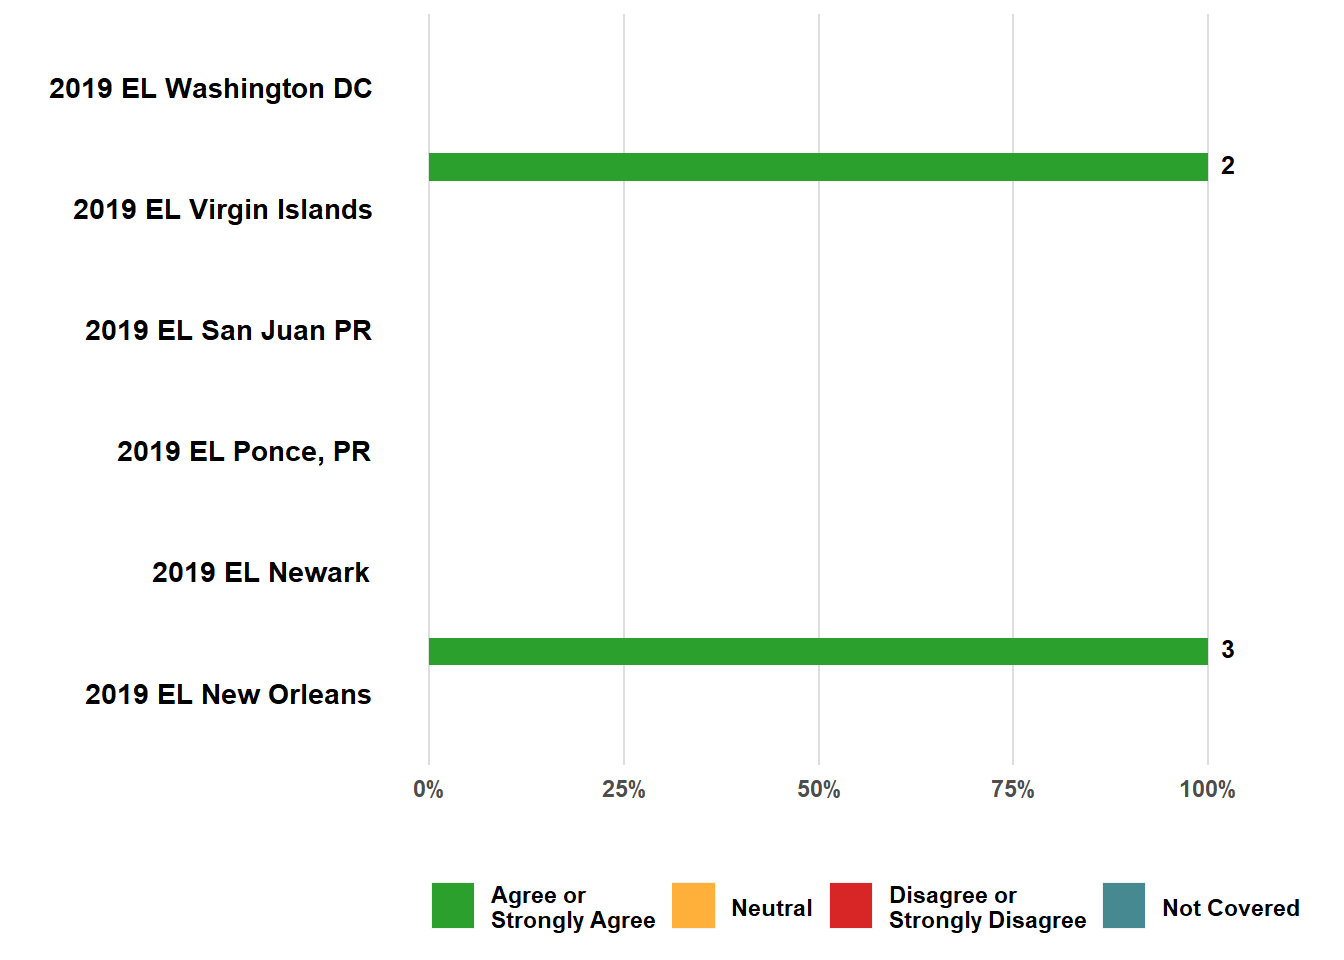 2019 EL Washington DC
2
2019 EL Virgin Islands
2019 EL San Juan PR
2019 EL Ponce, PR
2019 EL Newark
3
2019 EL New Orleans
0% 25% 50% 75% 100%
Agree or
Strongly Agree
Neutral
Disagree or
Strongly Disagree
Not Covered